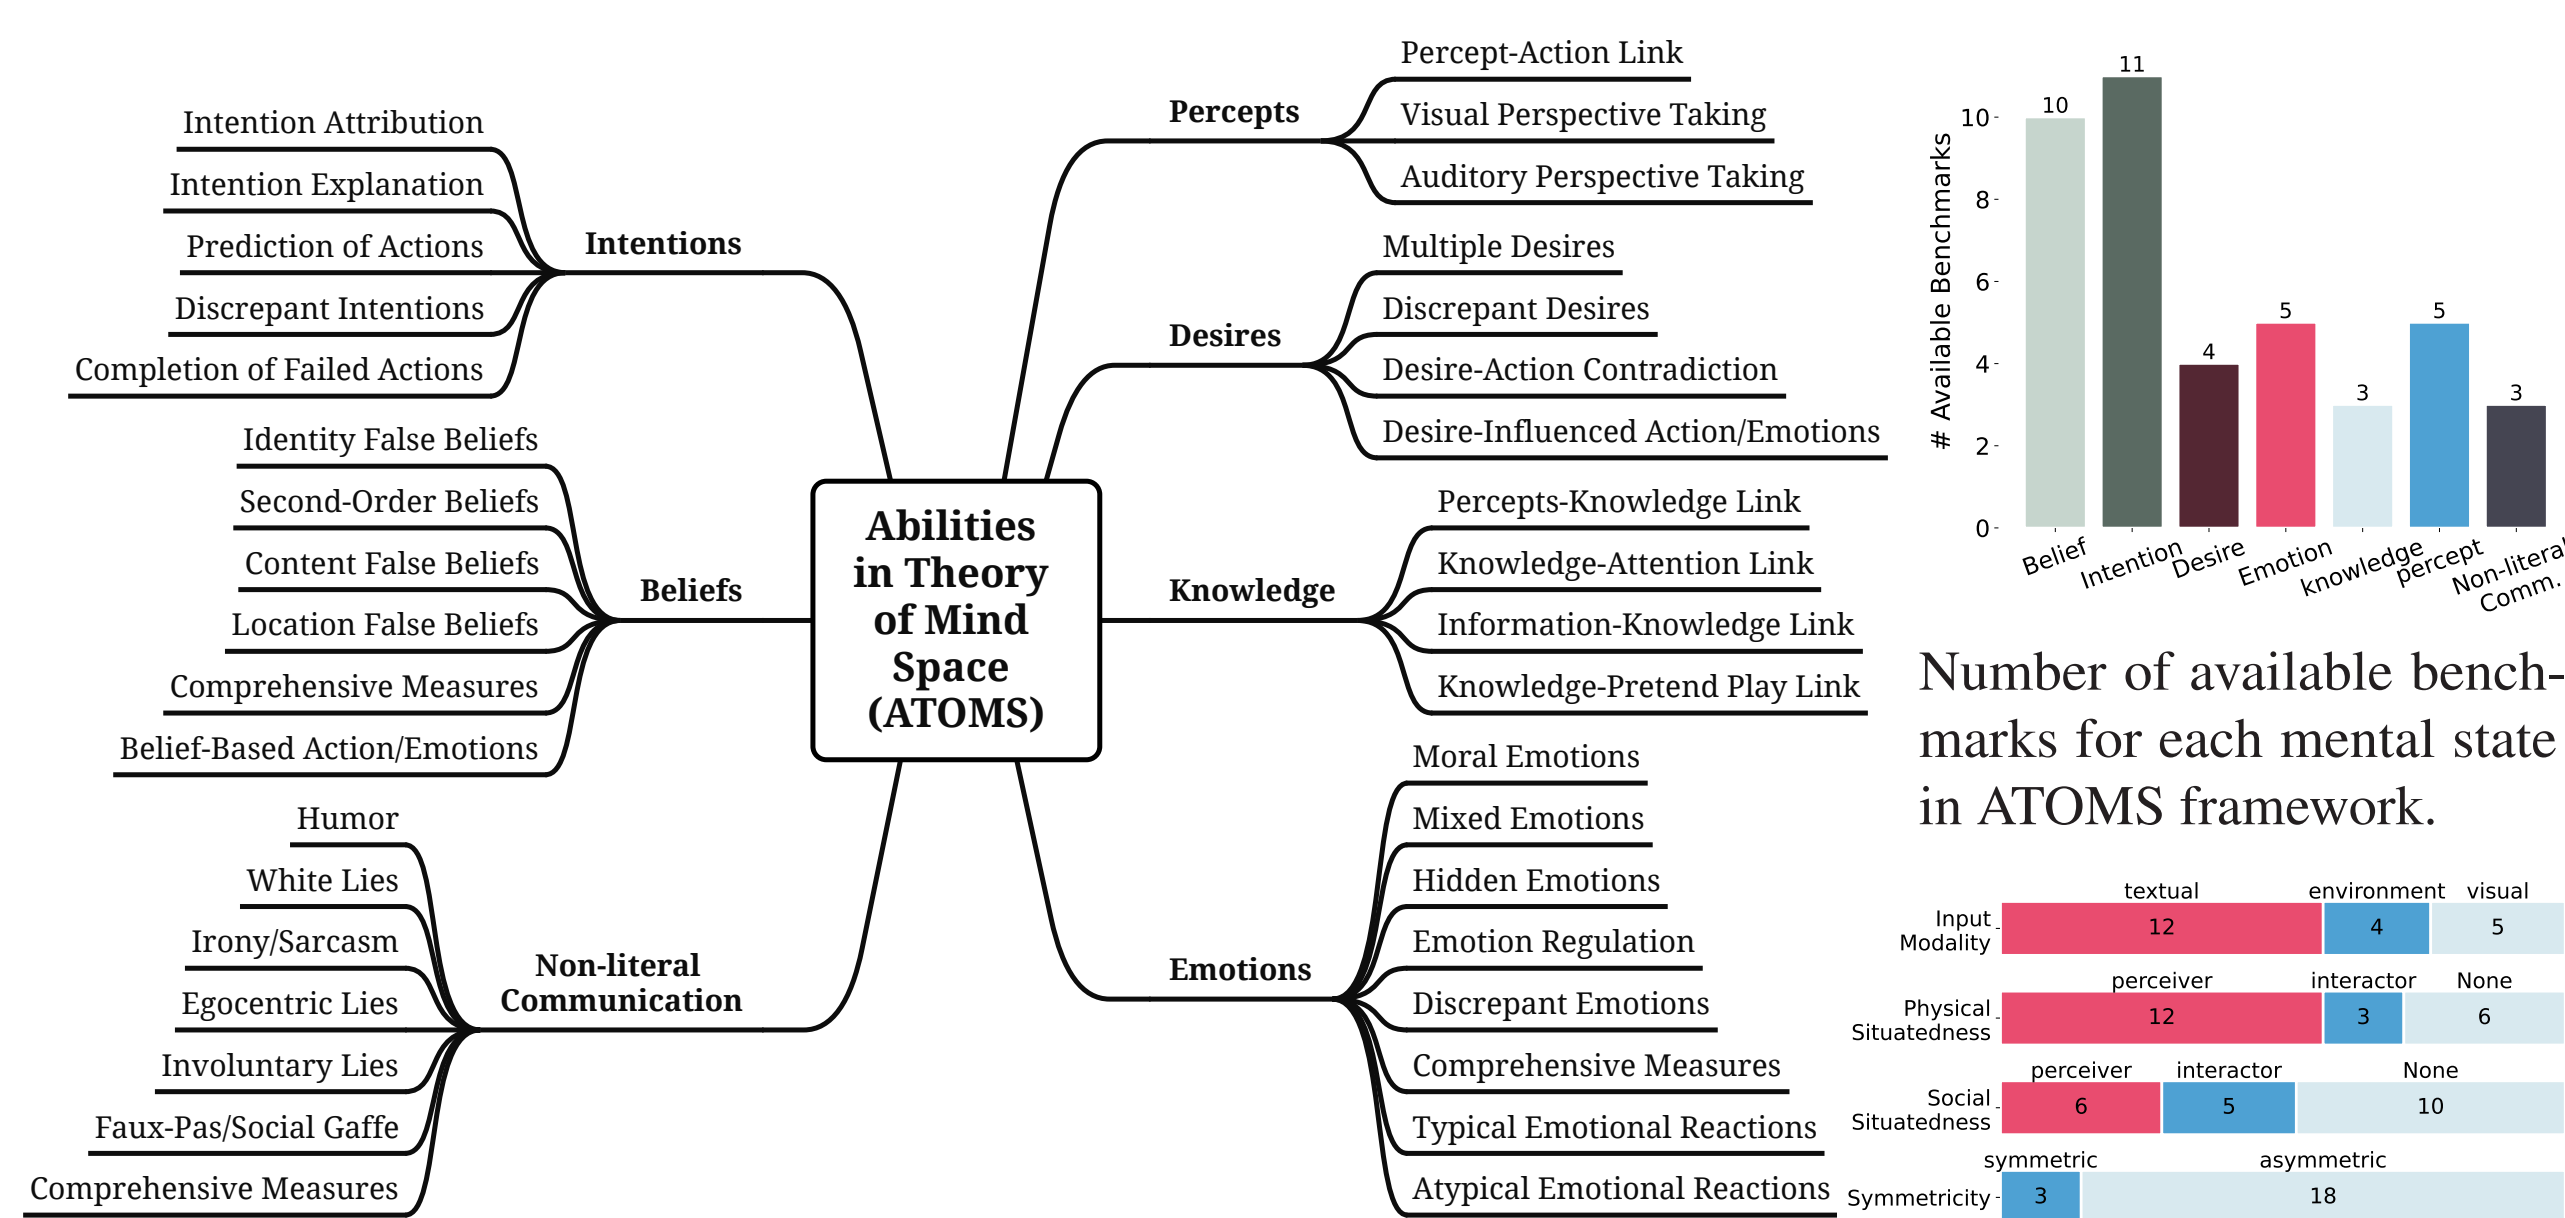 Intention Attribution
Intention Explanation
Prediction of Actions
Discrepant Intentions
Completion of Failed Actions
Intentions
Identity False Beliefs
Second-Order Beliefs
Content False Beliefs
Location False Beliefs
Comprehensive Measures
Belief-Based Action/Emotions
Beliefs
Humor
White Lies
Irony/Sarcasm
Egocentric Lies
Involuntary Lies
Faux-Pas/Social Gaffe
Comprehensive Measures
Non-literal
Communication
Abilities
in Theory
of Mind
Space
(ATOMS)
Percepts
Percept-Action Link
Visual Perspective Taking
Auditory Perspective Taking
Desires
Multiple Desires
Discrepant Desires
Desire-Action Contradiction
Desire-Influenced Action/Emotions
Knowledge
Percepts-Knowledge Link
Knowledge-Attention Link
Information-Knowledge Link
Knowledge-Pretend Play Link
Emotions
Moral Emotions
Mixed Emotions
Hidden Emotions
Emotion Regulation
Discrepant Emotions
Comprehensive Measures
Typical Emotional Reactions
Atypical Emotional Reactions
# Available Benchmarks
10
8
6
4
2
0
10
11
4
5
3
5
3
Belief
Intention
Desire
Emotion
knowledge
percept
Non-literal
Comm.
Number of available bench-
marks for each mental state
in ATOMS framework.
textual environment visual
Input
Modality
12 4 5
perceiver interactor None
Physical
Situatedness
12 3 6
perceiver interactor None
Social
Situatedness
6 5 10
symmetric asymmetric
Symmetricity
3 18